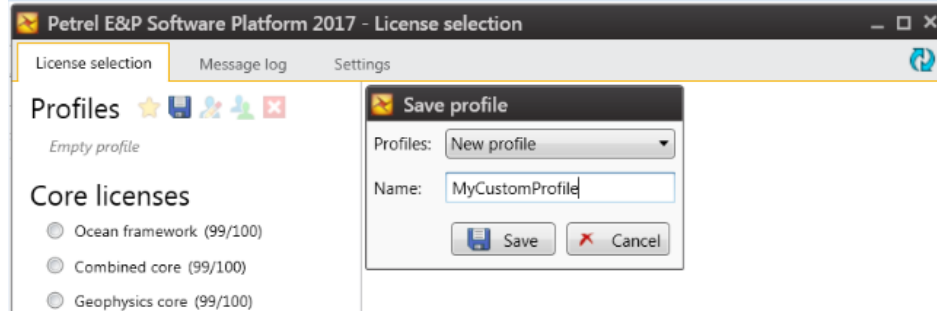 Petrel E&P Software Platform 2017 - License selection
License selection Message log Settings
Profiles
Empty profile
Core licenses
Ocean framework (99/100)
Combined core (99/100)
Geophysics core (99/100)
Save profile
Profiles: New profile
Name: MyCustomProfile
Save Cancel